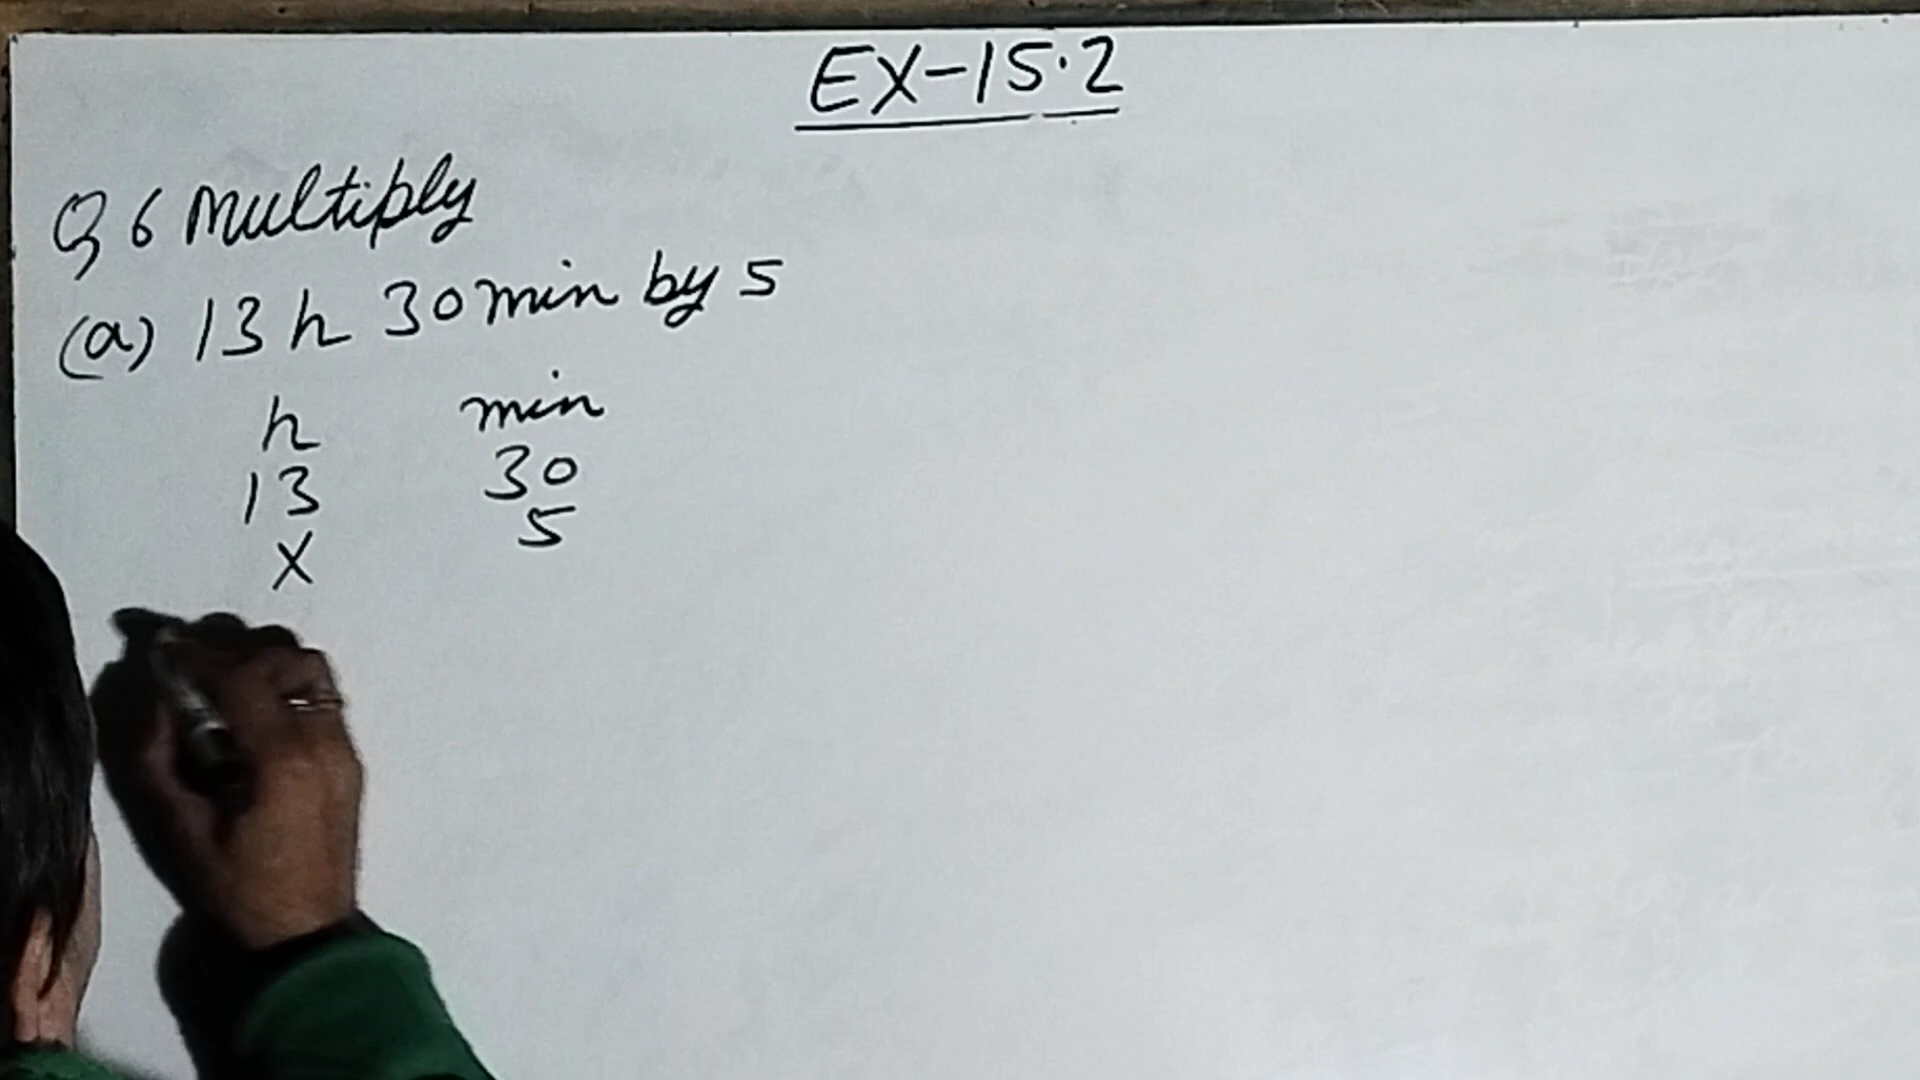 EX-15.2
Q 6 Multiply
(a) 13 h 30 min by 5
h min
13 30
X 5